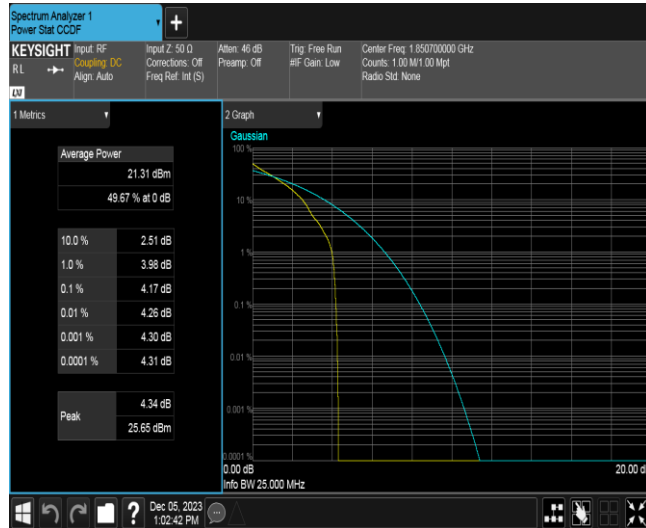 Spectrum Analyzer 1
Power Stat CCDF
+
KEYSIGHT
RL
LXI
Input: RF
Coupling: DC
Align: Auto
Input Z: 50 Ω
Corrections: Off
Freq Ref: Int (S)
Atten: 46 dB
Preamp: Off
Trig: Free Run
#IF Gain: Low
Center Freq: 1.850700000 GHz
Counts: 1.00 M/1.00 Mpt
Radio Std: None
1 Metrics
Average Power
21.31 dBm
49.67 % at 0 dB
10.0 % 2.51 dB
1.0 % 3.98 dB
0.1 % 4.17 dB
0.01 % 4.26 dB
0.001 % 4.30 dB
0.0001 % 4.31 dB
Peak
4.34 dB
25.65 dBm
2 Graph
Gaussian
100 %
10 %
1 %
0.1 %
0.01 %
0.001 %
0.0001 %
0.00 dB
20.00 d
Info BW 25.000 MHz
?
Dec 05, 2023
1:02:42 PM